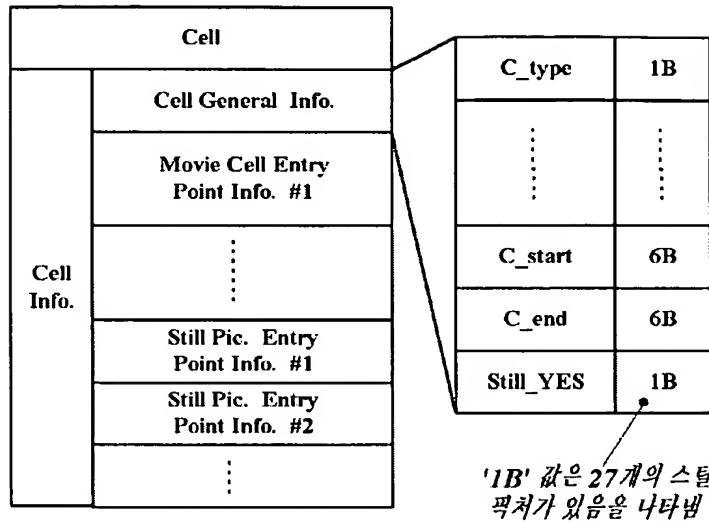 Cell
Cell
Info.
Cell General Info.
Movie Cell Entry
Point Info. #1
Still Pic. Entry
Point Info. #1
Still Pic. Entry
Point Info. #2
C_type 1B
C_start 6B
C_end 6B
Still_YES 1B
'1B' 값은 27개의 스틸
픽처가 있음을 나타냄